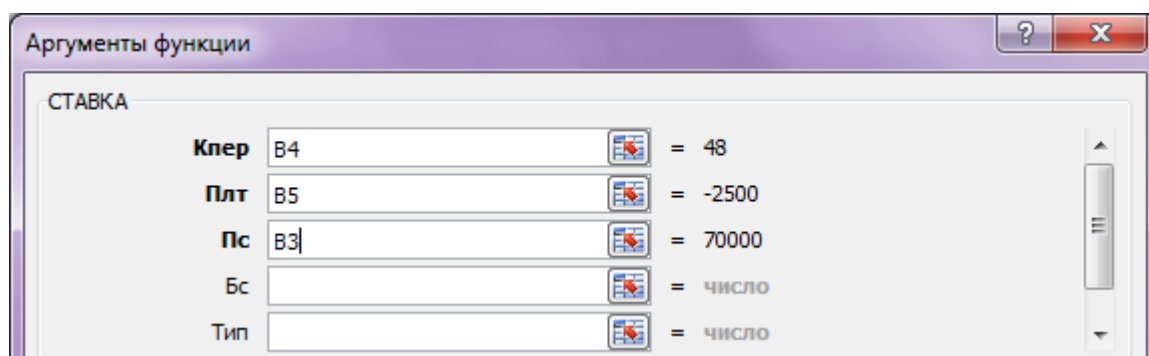 Аргументы функции
СТАВКА
Кпер B4 = 48
Плт B5 = -2500
Пс B3 = 70000
Бс = число
Тип = число